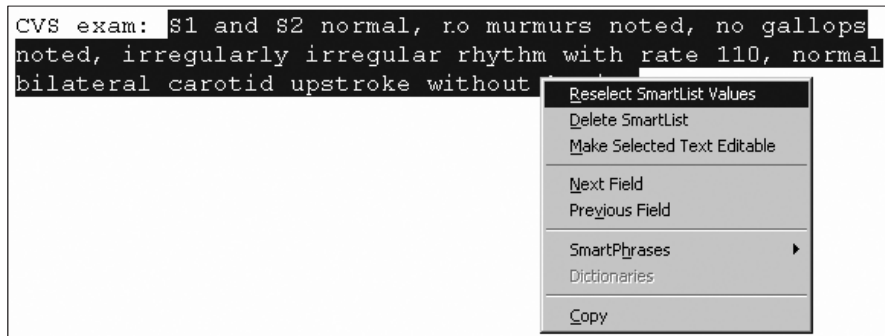 CVS exam: S1 and S2 normal, no murmurs noted, no gallops
noted, irregularly irregular rhythm with rate 110, normal
bilateral carotid upstroke without
Reselect SmartList Values
Delete SmartList
Make Selected Text Editable
Next Field
Previous Field
SmartPhrases
Dictionaries
Copy